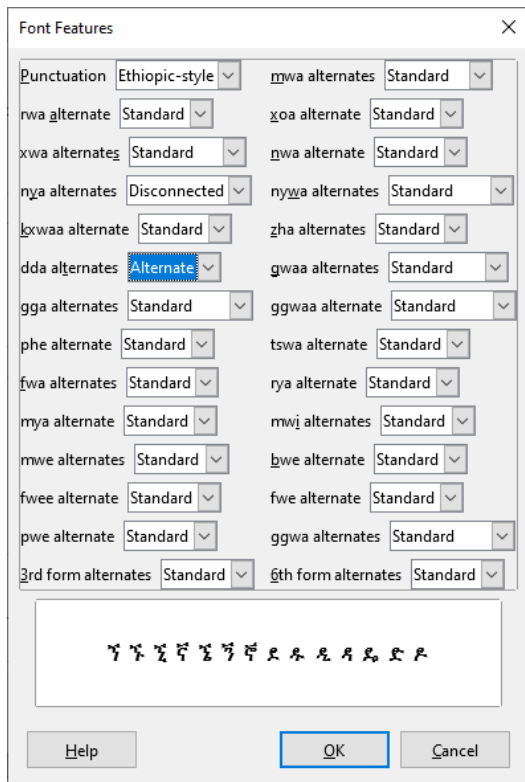 Font Features
Punctuation Ethiopic-style mwa alternates Standard
rwa alternate Standard xoa alternate Standard
xwa alternates Standard nwa alternate Standard
nya alternates Disconnected nywa alternates Standard
kxwaa alternate Standard zha alternates Standard
dda alternates Alternate gwaa alternates Standard
gga alternates Standard ggwaa alternate Standard
phe alternate Standard tswa alternate Standard
fwa alternates Standard rya alternate Standard
mya alternate Standard mwi alternates Standard
mwe alternates Standard bwe alternate Standard
fwee alternate Standard fwe alternate Standard
pwe alternate Standard ggwa alternates Standard
3rd form alternates Standard 6th form alternates Standard
ኘ ኙ ኚ ኛ ኜ ኝ ኞ ደ ዱ ዲ ዳ ዴ ድ ዶ
Help OK Cancel